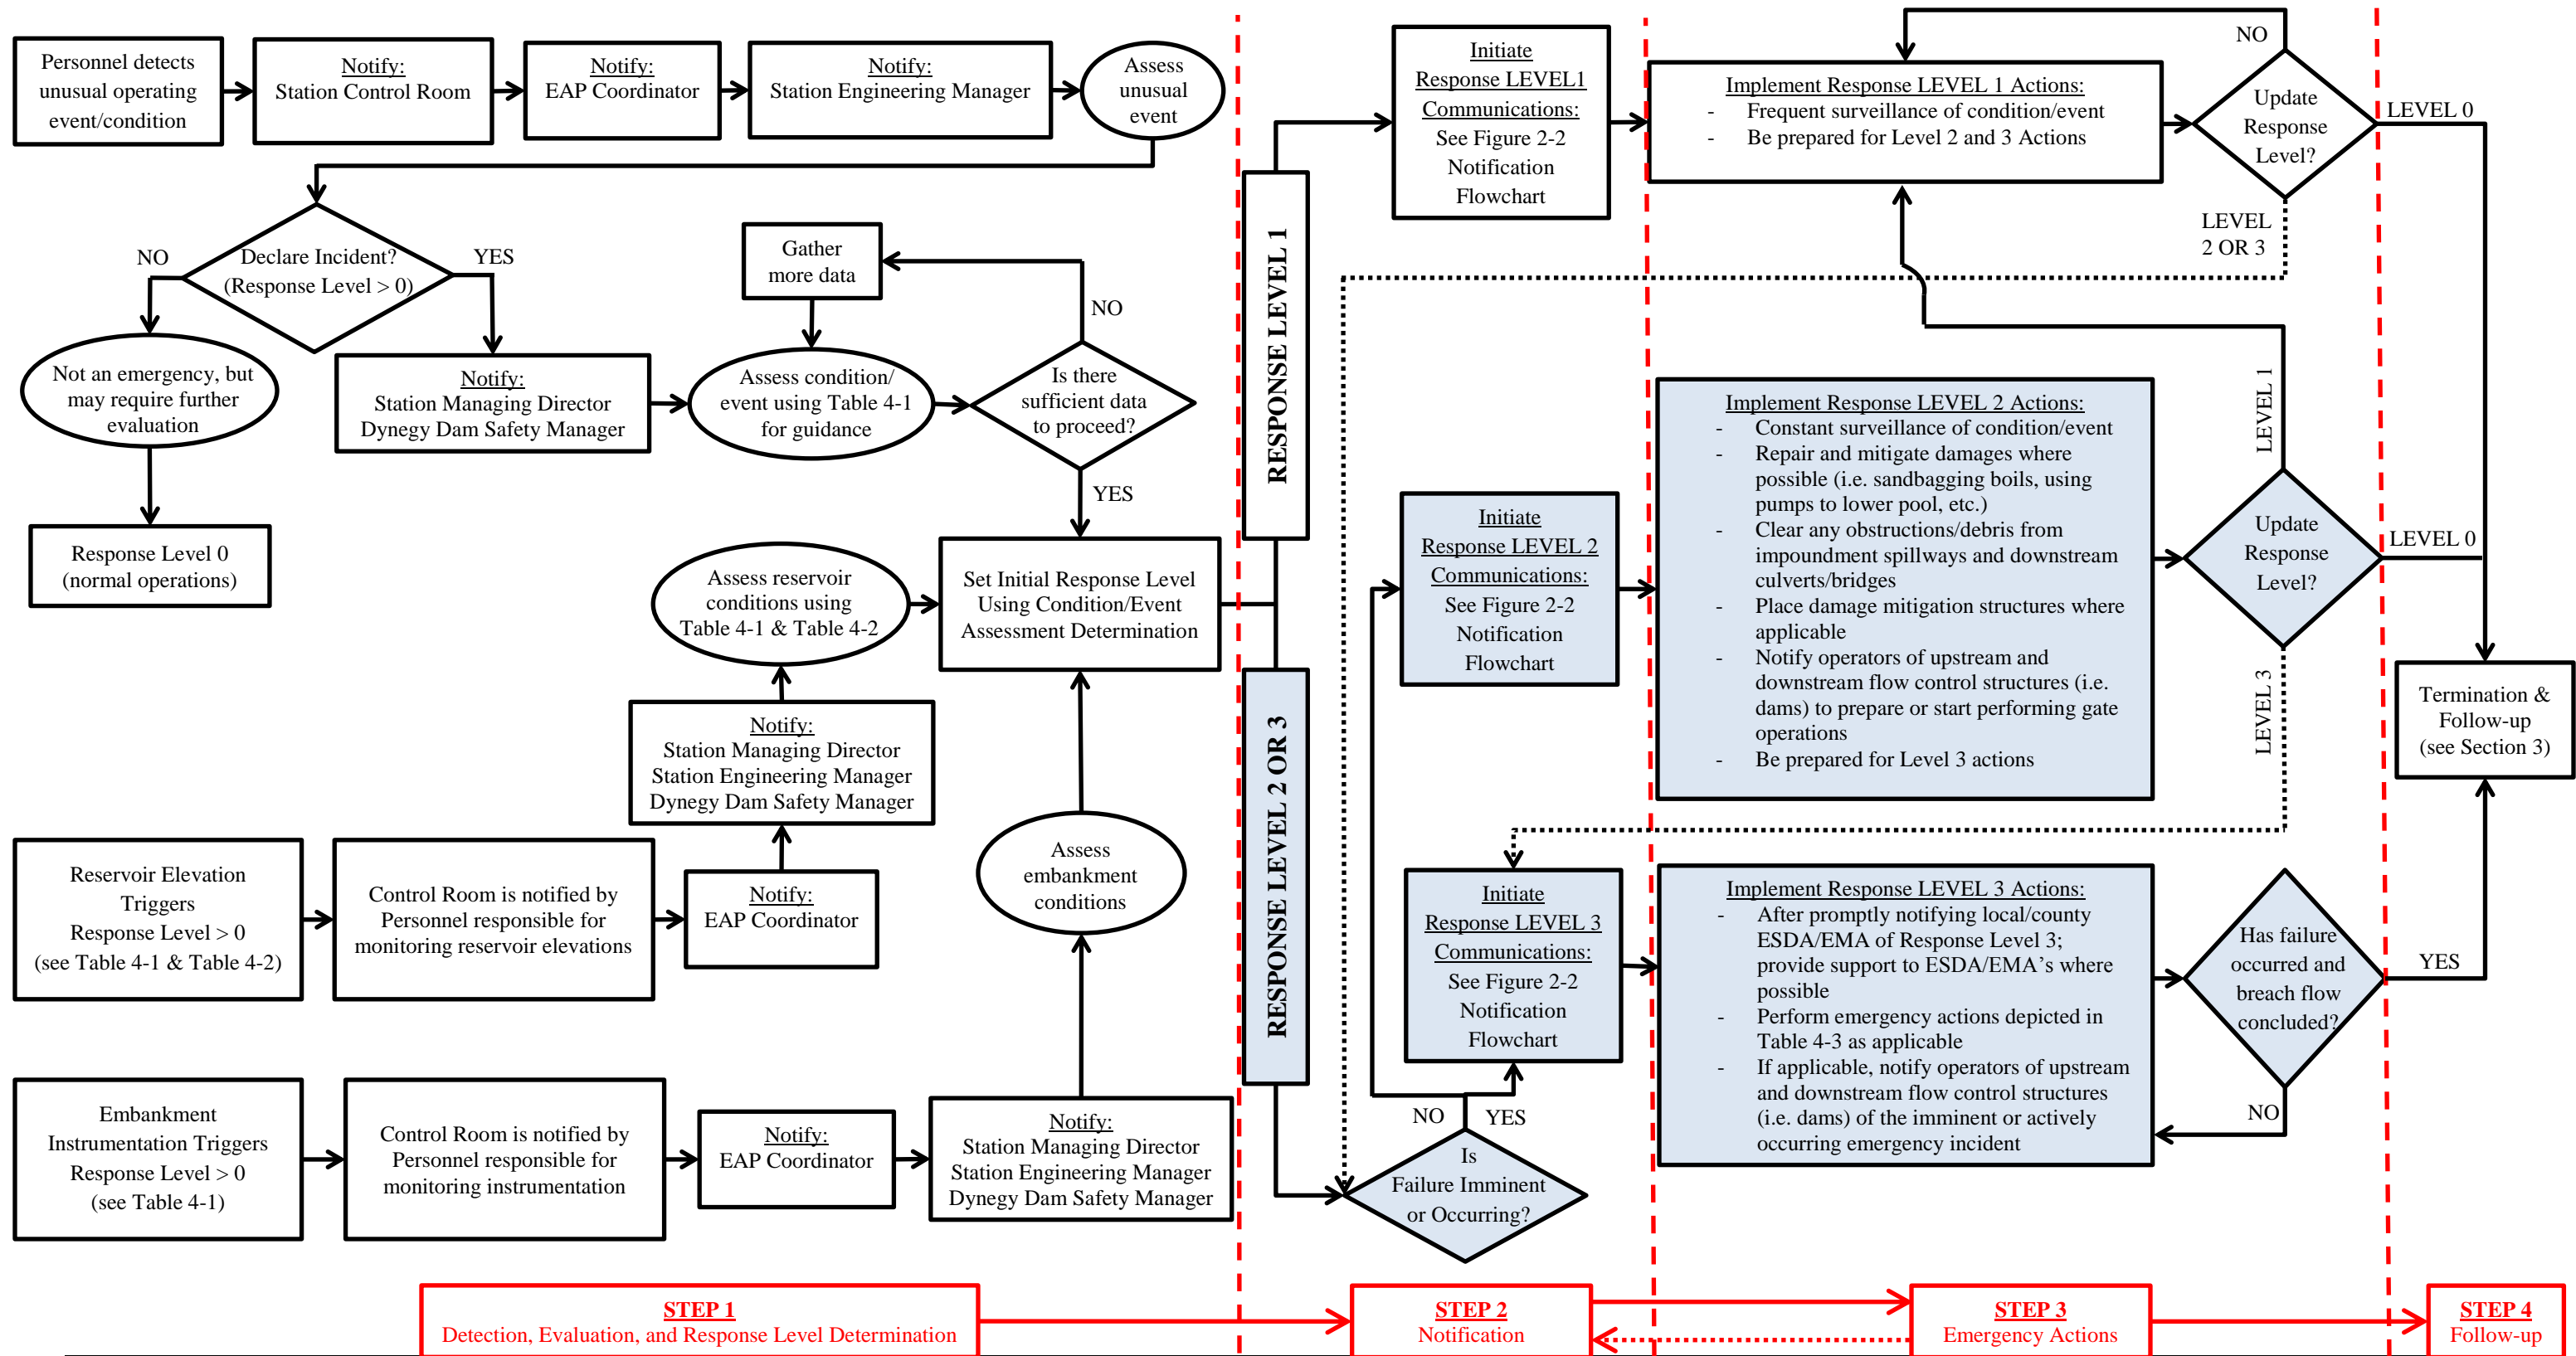 Personnel detects
unusual operating
event/condition
Notify:
Station Control Room
Notify:
EAP Coordinator
Notify:
Station Engineering Manager
Assess
unusual
event
Declare Incident?
(Response Level > 0)
NO
YES
Not an emergency, but
may require further
evaluation
Response Level 0
(normal operations)
Notify:
Station Managing Director
Dynegy Dam Safety Manager
Gather
more data
Assess condition/
event using Table 4-1
for guidance
Is there
sufficient data
to proceed?
NO
YES
Set Initial Response Level
Using Condition/Event
Assessment Determination
Assess reservoir
conditions using
Table 4-1 & Table 4-2
Notify:
Station Managing Director
Station Engineering Manager
Dynegy Dam Safety Manager
Reservoir Elevation
Triggers
Response Level > 0
(see Table 4-1 & Table 4-2)
Control Room is notified by
Personnel responsible for
monitoring reservoir elevations
Notify:
EAP Coordinator
Assess
embankment
conditions
Embankment
Instrumentation Triggers
Response Level > 0
(see Table 4-1)
Control Room is notified by
Personnel responsible for
monitoring instrumentation
Notify:
EAP Coordinator
Notify:
Station Managing Director
Station Engineering Manager
Dynegy Dam Safety Manager
RESPONSE LEVEL 1
RESPONSE LEVEL 2 OR 3
Initiate
Response LEVEL1
Communications:
See Figure 2-2
Notification
Flowchart
Implement Response LEVEL 1 Actions:
- Frequent surveillance of condition/event
- Be prepared for Level 2 and 3 Actions
Update
Response
Level?
NO
LEVEL 0
LEVEL
2 OR 3
Initiate
Response LEVEL 2
Communications:
See Figure 2-2
Notification
Flowchart
Implement Response LEVEL 2 Actions:
- Constant surveillance of condition/event
- Repair and mitigate damages where
possible (i.e. sandbagging boils, using
pumps to lower pool, etc.)
- Clear any obstructions/debris from
impoundment spillways and downstream
culverts/bridges
- Place damage mitigation structures where
applicable
- Notify operators of upstream and
downstream flow control structures (i.e.
dams) to prepare or start performing gate
operations
- Be prepared for Level 3 actions
LEVEL 1
Update
Response
Level?
LEVEL 0
LEVEL 3
Termination &
Follow-up
(see Section 3)
Initiate
Response LEVEL 3
Communications:
See Figure 2-2
Notification
Flowchart
Implement Response LEVEL 3 Actions:
- After promptly notifying local/county
ESDA/EMA of Response Level 3;
provide support to ESDA/EMA’s where
possible
- Perform emergency actions depicted in
Table 4-3 as applicable
- If applicable, notify operators of upstream
and downstream flow control structures
(i.e. dams) of the imminent or actively
occurring emergency incident
Has failure
occurred and
breach flow
concluded?
YES
NO
NO
YES
Is
Failure Imminent
or Occurring?
STEP 1
Detection, Evaluation, and Response Level Determination
STEP 2
Notification
STEP 3
Emergency Actions
STEP 4
Follow-up